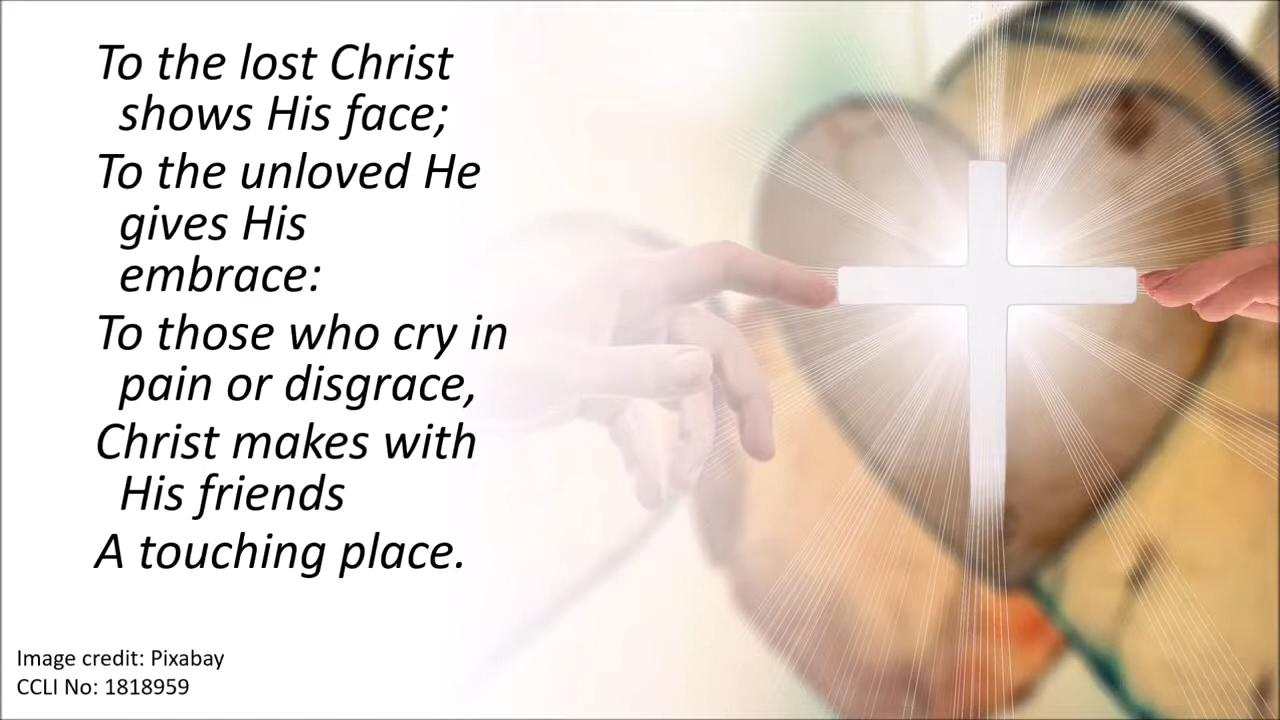 To the lost Christ
shows His face;
To the unloved He
gives His
embrace:
To those who cry in
pain or disgrace,
Christ makes with
His friends
A touching place.
Image credit: Pixabay
CCLI No: 1818959